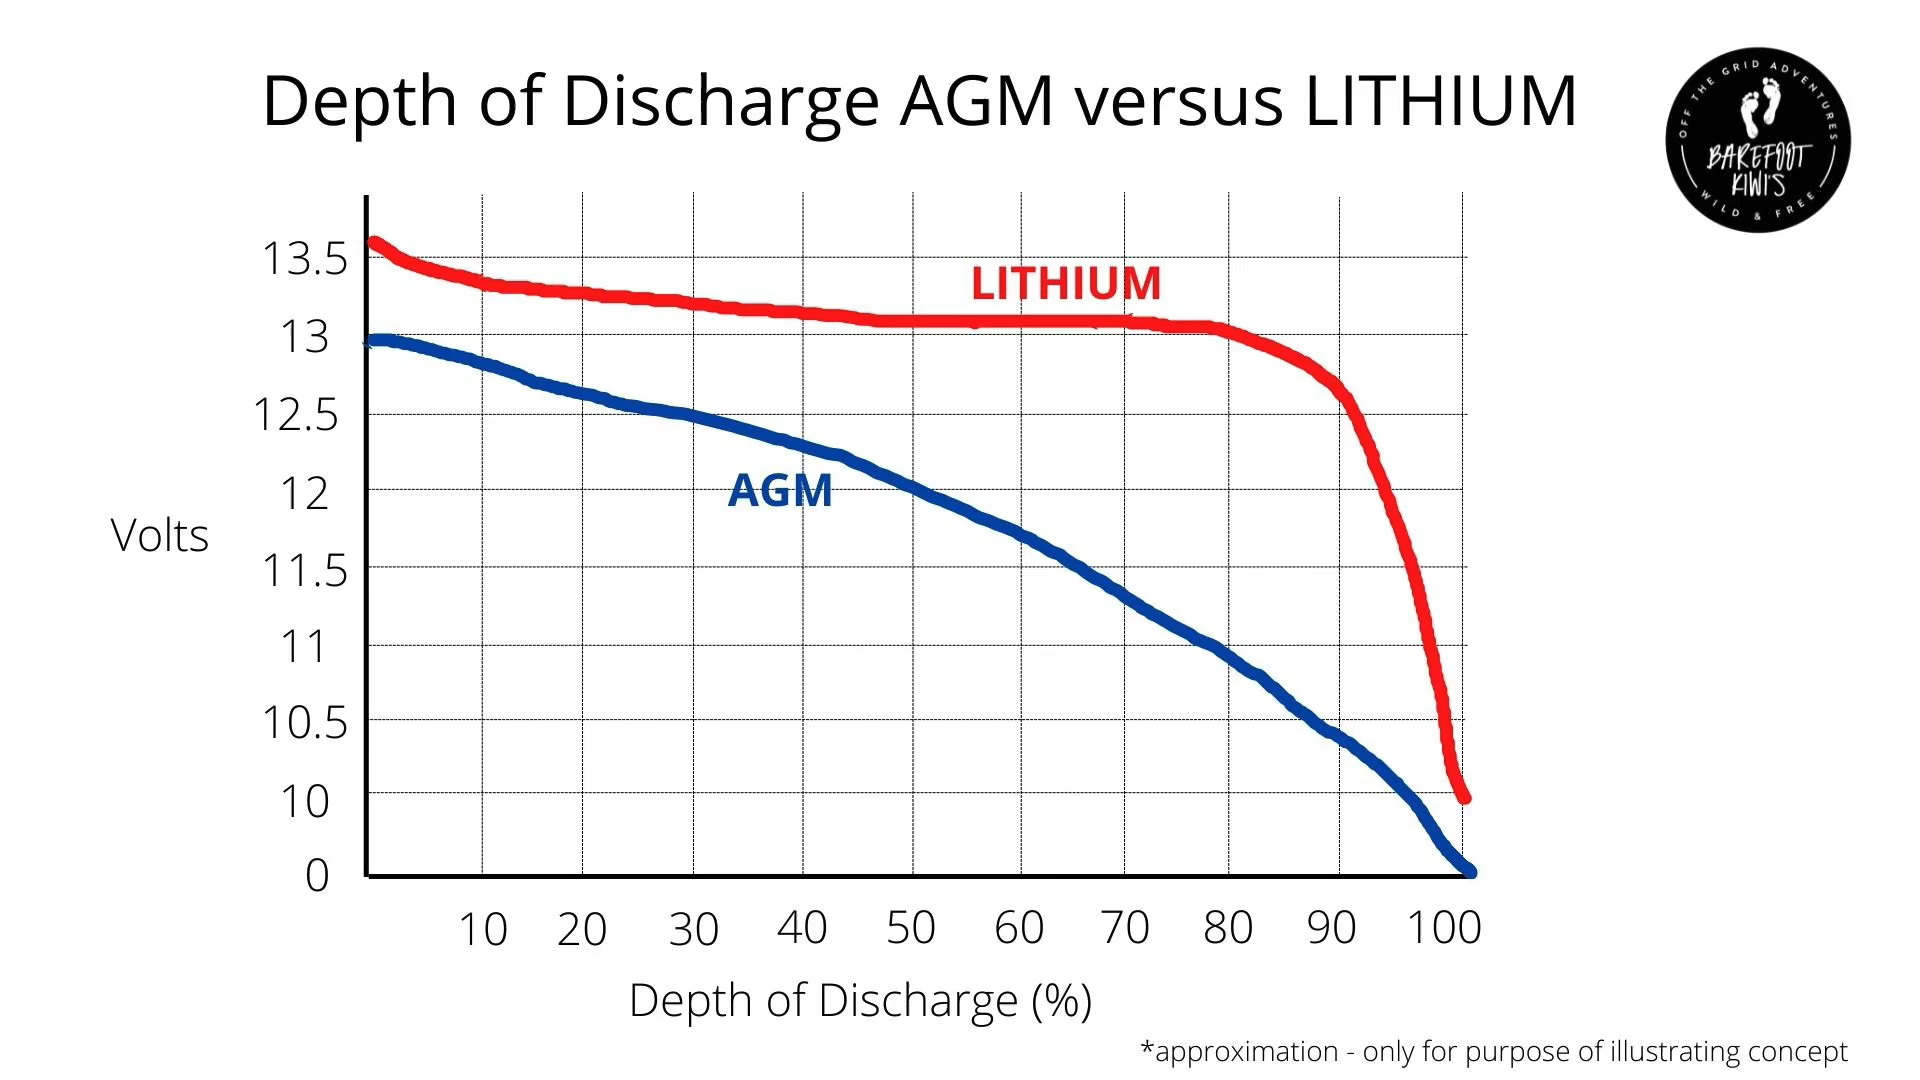 Depth of Discharge AGM versus LITHIUM
OFF THE GRID ADVENTURES
BAREFOOT
KIWI'S
WILD & FREE
13.5
13
12.5
12
11.5
11
10.5
10
0
Volts
LITHIUM
AGM
10 20 30 40 50 60 70 80 90 100
Depth of Discharge (%)
*approximation - only for purpose of illustrating concept